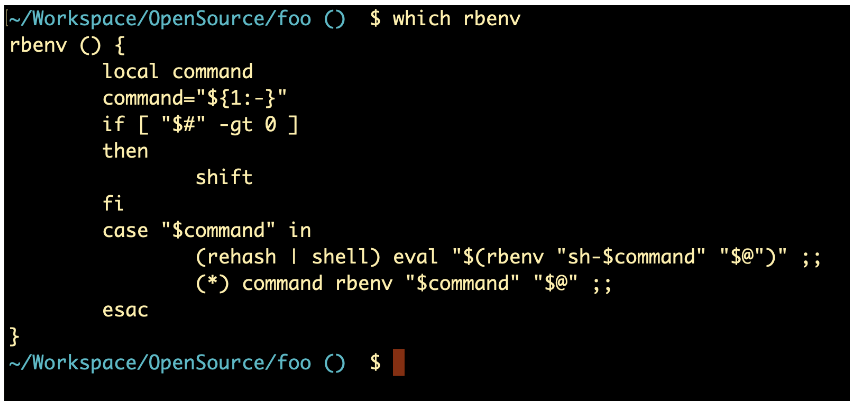 ~/Workspace/OpenSource/foo ()  $ which rbenv
rbenv () {
        local command
        command="${1:-}"
        if [ "$#" -gt 0 ]
        then
                shift
        fi
        case "$command" in
                (rehash | shell) eval "$(rbenv "sh-$command" "$@")" ;;
                (*) command rbenv "$command" "$@" ;;
        esac
}
~/Workspace/OpenSource/foo ()  $